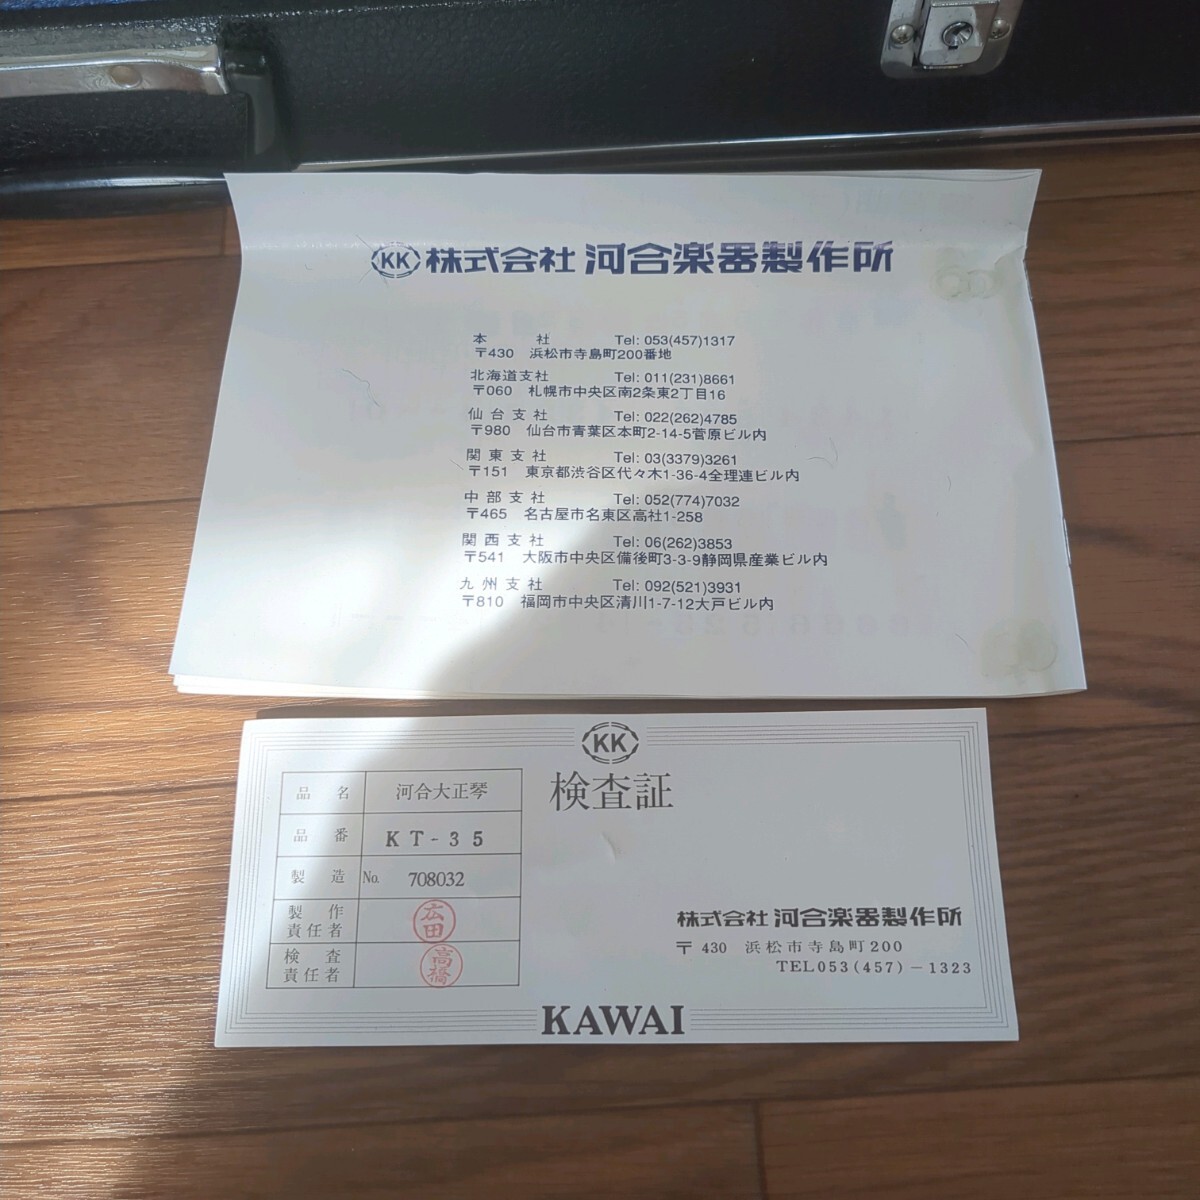 KK 株式会社 河合楽器製作所
本社 Tel: 053(457)1317
〒430 浜松市寺島町200番地
北海道支社 Tel: 011(231)8661
〒060 札幌市中央区南2条東2丁目16
仙台支社 Tel: 022(262)4785
〒980 仙台市青葉区本町2-14-5菅原ビル内
関東支社 Tel: 03(3379)3261
〒151 東京都渋谷区代々木1-36-4全理連ビル内
中部支社 Tel: 052(774)7032
〒465 名古屋市名東区高社1-258
関西支社 Tel: 06(262)3853
〒541 大阪市中央区備後町3-3-9静岡県産業ビル内
九州支社 Tel: 092(521)3931
〒810 福岡市中央区清川1-7-12大戸ビル内
KK
検査証
品名 河合大正琴
品番 KT-35
製造 No. 708032
製作責任者 広田
検査責任者 高橋
株式会社 河合楽器製作所
〒430 浜松市寺島町200
TEL053(457)-1323
KAWAI